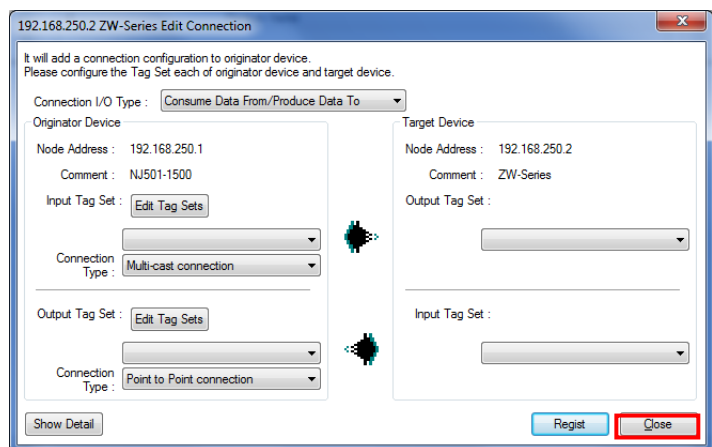 192.168.250.2 ZW-Series Edit Connection
It will add a connection configuration to originator device.
Please configure the Tag Set each of originator device and target device.
Connection I/O Type : Consume Data From/Produce Data To
Originator Device
Node Address : 192.168.250.1
Comment : NJ501-1500
Input Tag Set : Edit Tag Sets
Connection Type : Multi-cast connection
Output Tag Set : Edit Tag Sets
Connection Type : Point to Point connection
Target Device
Node Address : 192.168.250.2
Comment : ZW-Series
Output Tag Set :
Input Tag Set :
Show Detail
Regist
Close